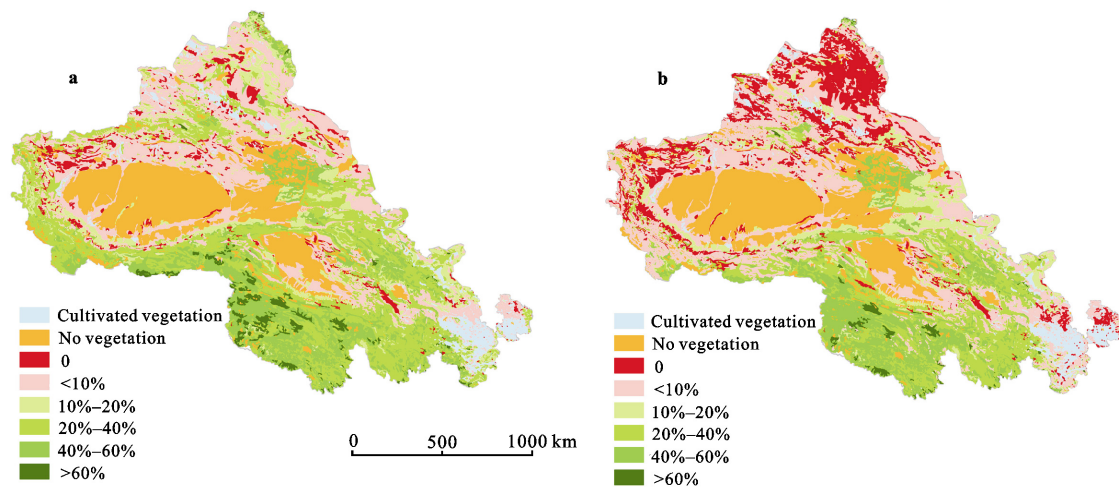 a
Cultivated vegetation
No vegetation
0
<10%
10%–20%
20%–40%
40%–60%
>60%
0 500 1000 km
b
Cultivated vegetation
No vegetation
0
<10%
10%–20%
20%–40%
40%–60%
>60%